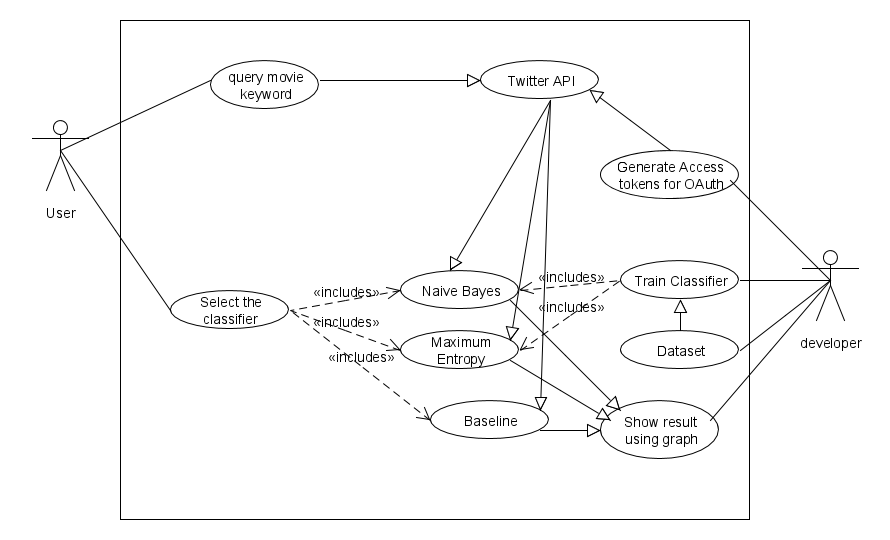 query movie
keyword
Twitter API
Generate Access
tokens for OAuth
User
«includes»
Naive Bayes
«includes»
Train Classifier
Select the
classifier
«includes»
«includes»
Maximum
Entropy
Dataset
developer
«includes»
Baseline
Show result
using graph